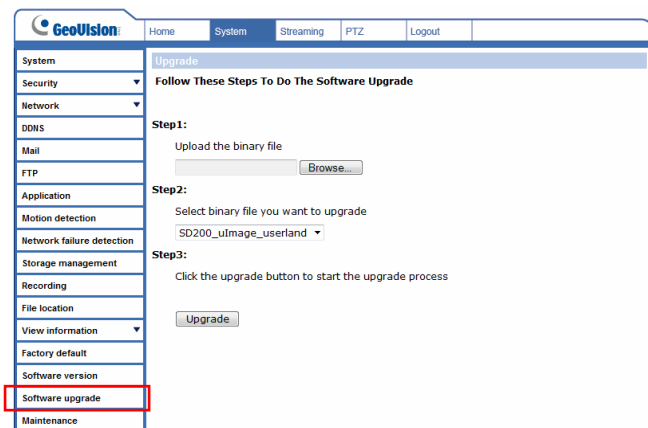 GeoVision
Home System Streaming PTZ Logout
System
Security
Network
DDNS
Mail
FTP
Application
Motion detection
Network failure detection
Storage management
Recording
File location
View information
Factory default
Software version
Software upgrade
Maintenance
Upgrade
Follow These Steps To Do The Software Upgrade
Step1:
Upload the binary file
Browse...
Step2:
Select binary file you want to upgrade
SD200_uImage_userland
Step3:
Click the upgrade button to start the upgrade process
Upgrade